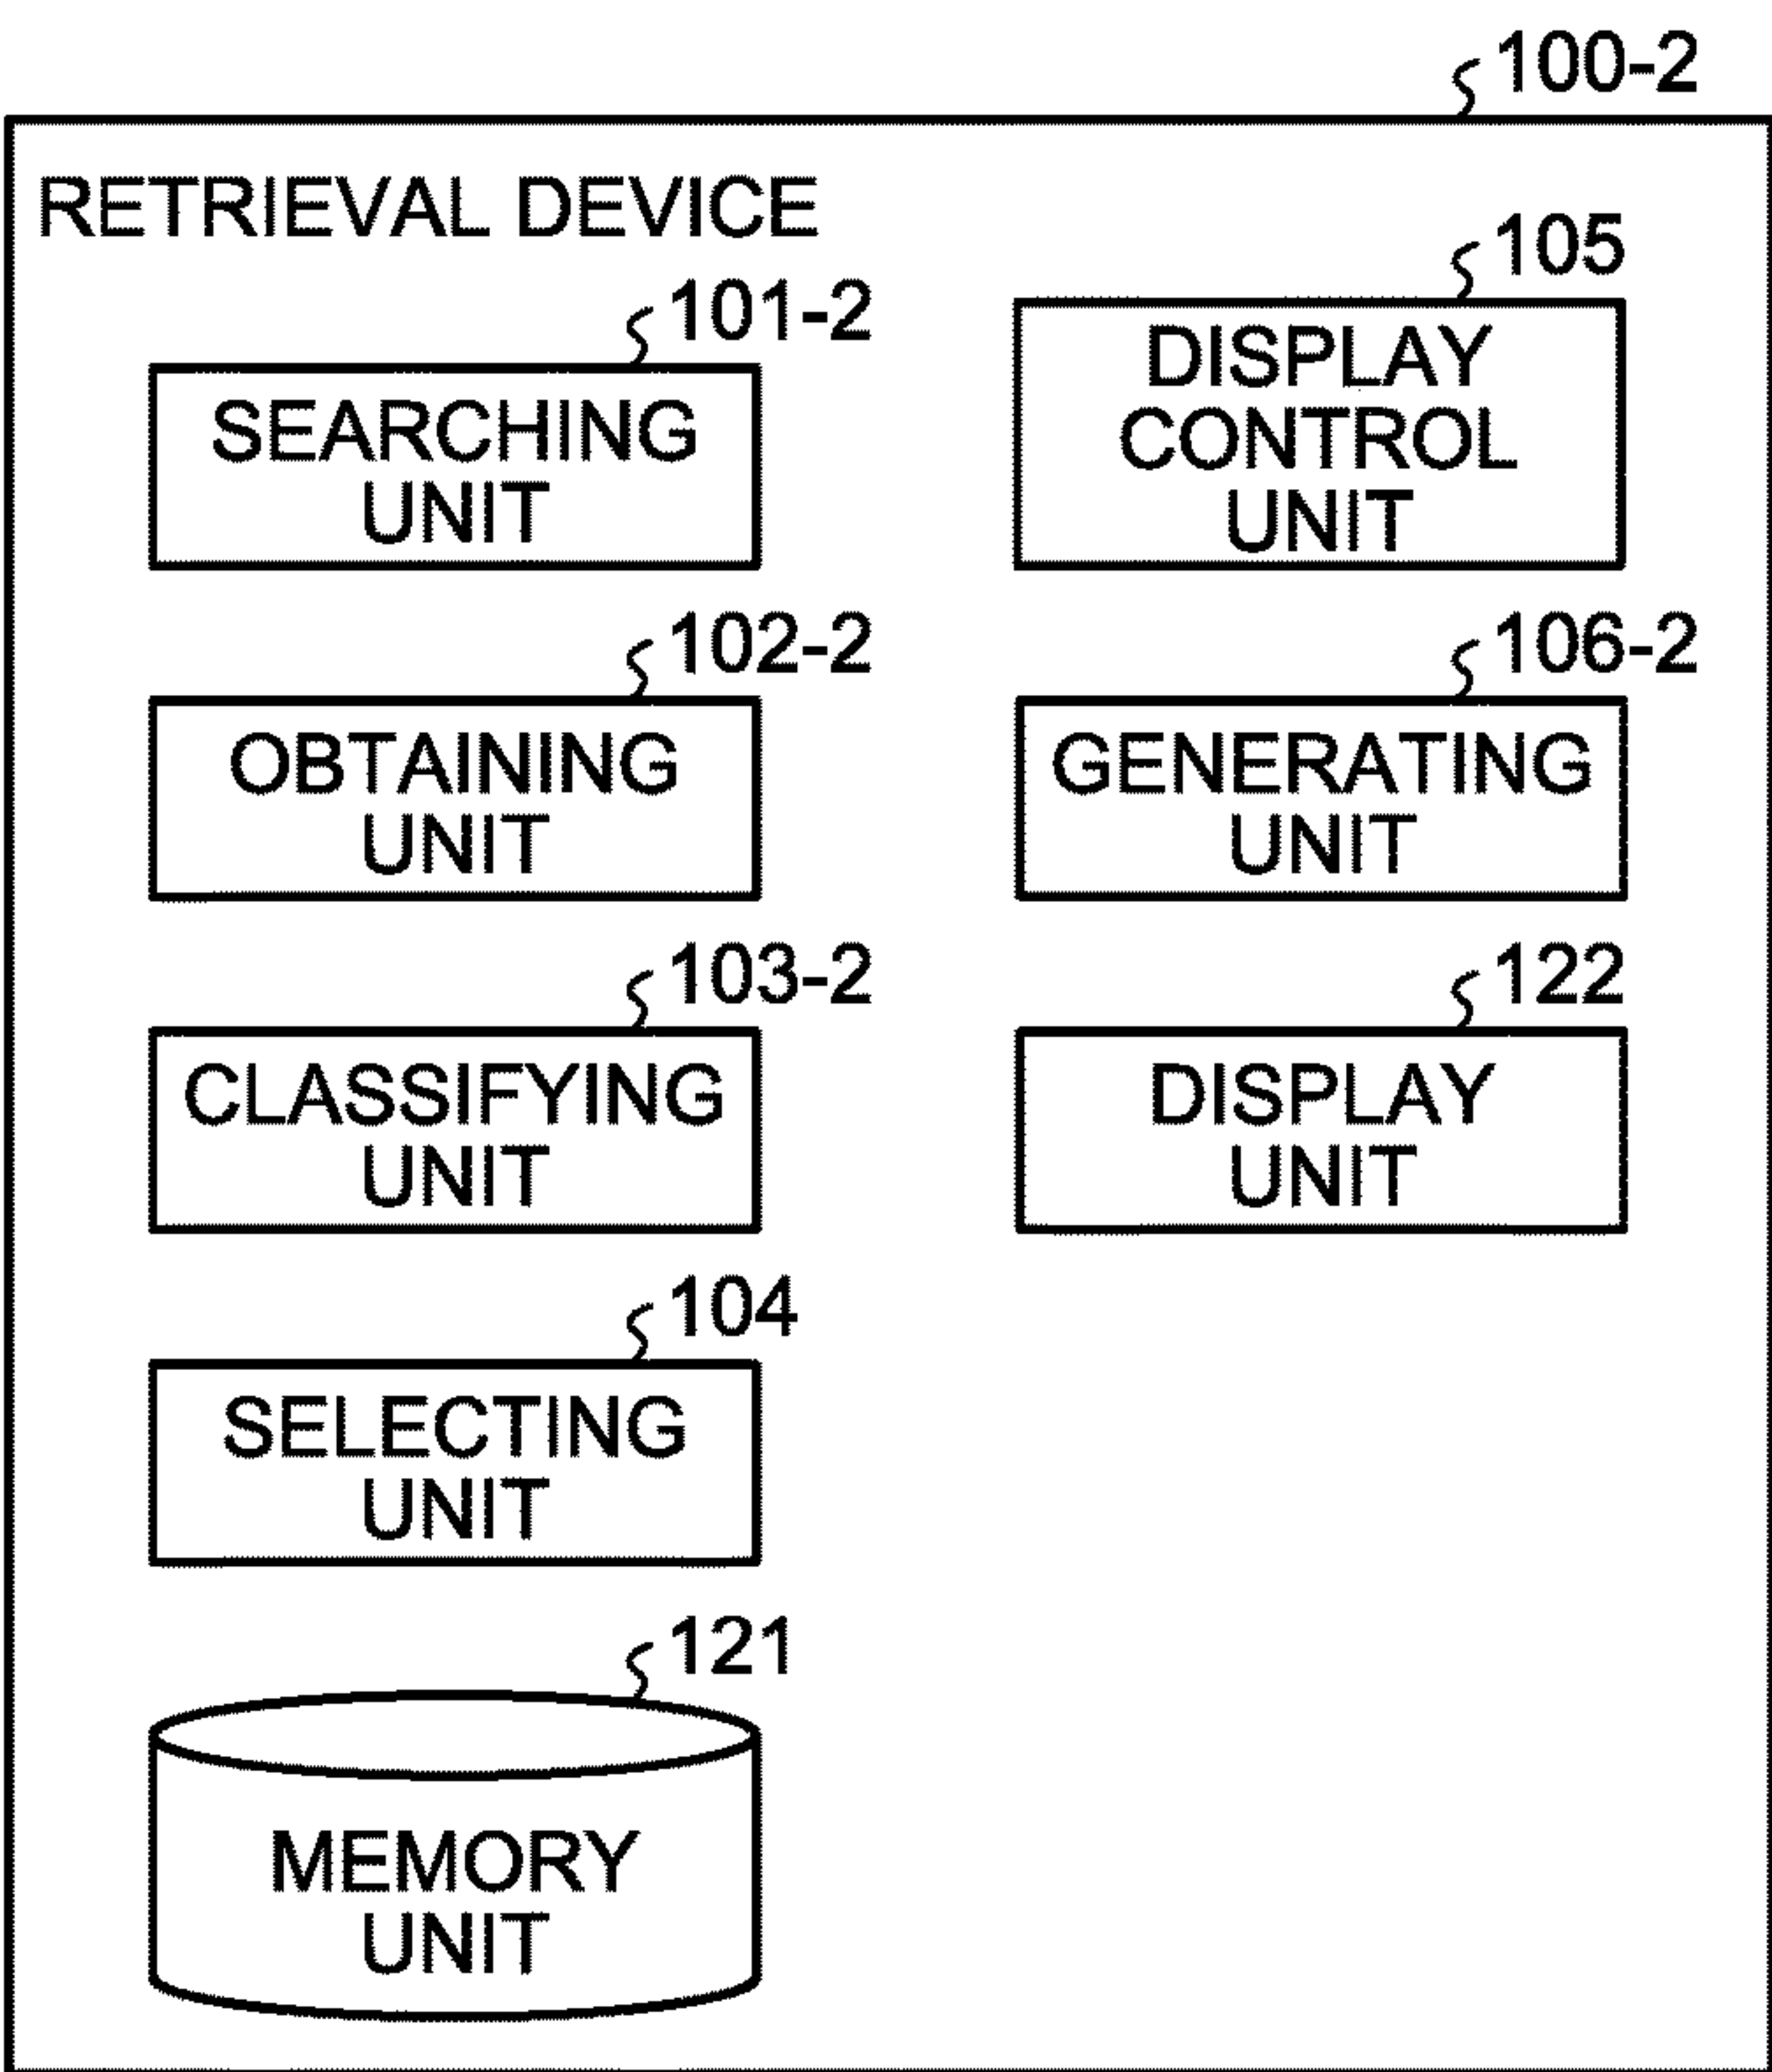 100-2
RETRIEVAL DEVICE
101-2
SEARCHING
UNIT
102-2
OBTAINING
UNIT
103-2
CLASSIFYING
UNIT
104
SELECTING
UNIT
121
MEMORY
UNIT
105
DISPLAY
CONTROL
UNIT
106-2
GENERATING
UNIT
122
DISPLAY
UNIT